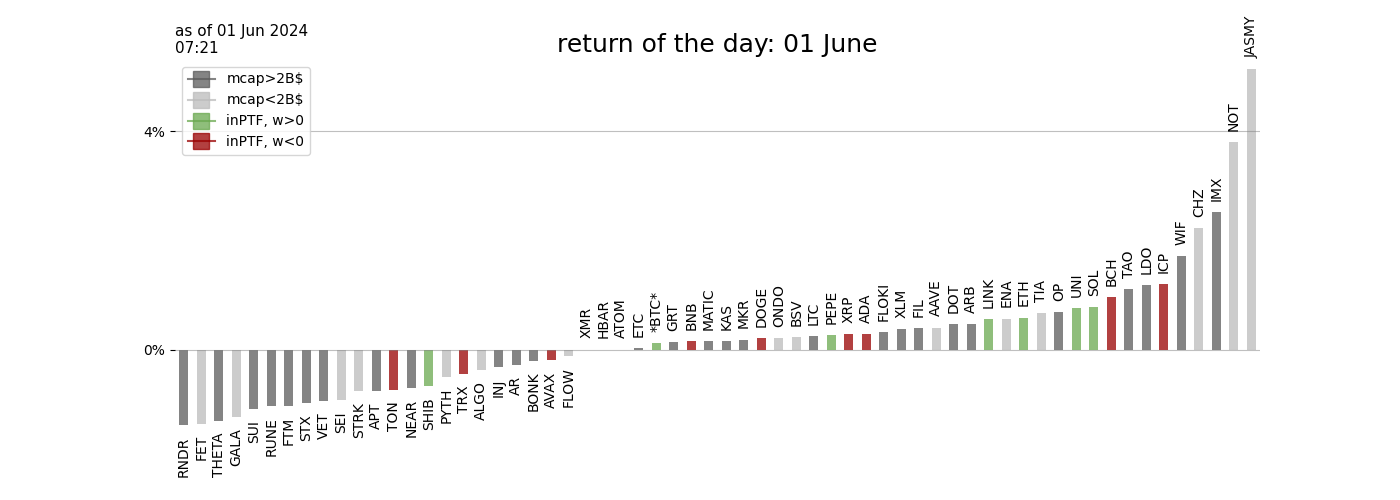 as of 01 Jun 2024
07:21
return of the day: 01 June
mcap>2B$
mcap<2B$
inPTF, w>0
inPTF, w<0
4%
0%
RNDR
FET
THETA
GALA
SUI
RUNE
FTM
STX
VET
SEI
STRK
APT
TON
NEAR
SHIB
PYTH
TRX
ALGO
INJ
AR
BONK
AVAX
FLOW
XMR
HBAR
ATOM
ETC
*BTC*
GRT
BNB
MATIC
KAS
MKR
DOGE
ONDO
BSV
LTC
PEPE
XRP
ADA
FLOKI
XLM
FIL
AAVE
DOT
ARB
LINK
ENA
ETH
TIA
OP
UNI
SOL
BCH
TAO
LDO
ICP
WIF
CHZ
IMX
NOT
JASMY